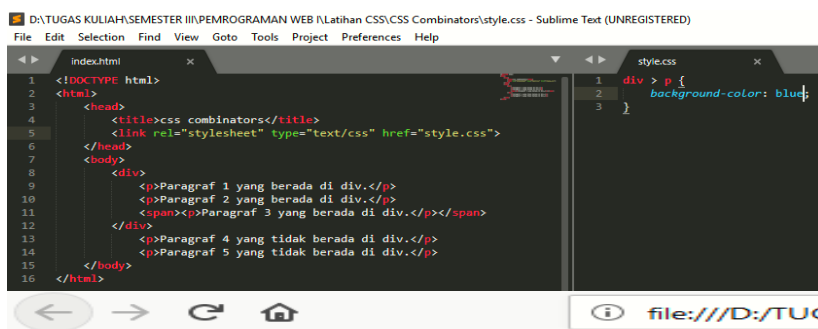 D:\TUGAS KULIAH\SEMESTER III\PEMROGRAMAN WEB I\Latihan CSS\CSS Combinators\style.css - Sublime Text (UNREGISTERED)
File Edit Selection Find View Goto Tools Project Preferences Help
index.html ×
1 <!DOCTYPE html>
2 <html>
3 <head>
4 <title>css combinators</title>
5 <link rel="stylesheet" type="text/css" href="style.css">
6 </head>
7 <body>
8 <div>
9 <p>Paragraf 1 yang berada di div.</p>
10 <p>Paragraf 2 yang berada di div.</p>
11 <span><p>Paragraf 3 yang berada di div.</p></span>
12 </div>
13 <p>Paragraf 4 yang tidak berada di div.</p>
14 <p>Paragraf 5 yang tidak berada di div.</p>
15 </body>
16 </html>
style.css ×
1 div > p {
2 background-color: blue;
3 }
file:///D:/TU